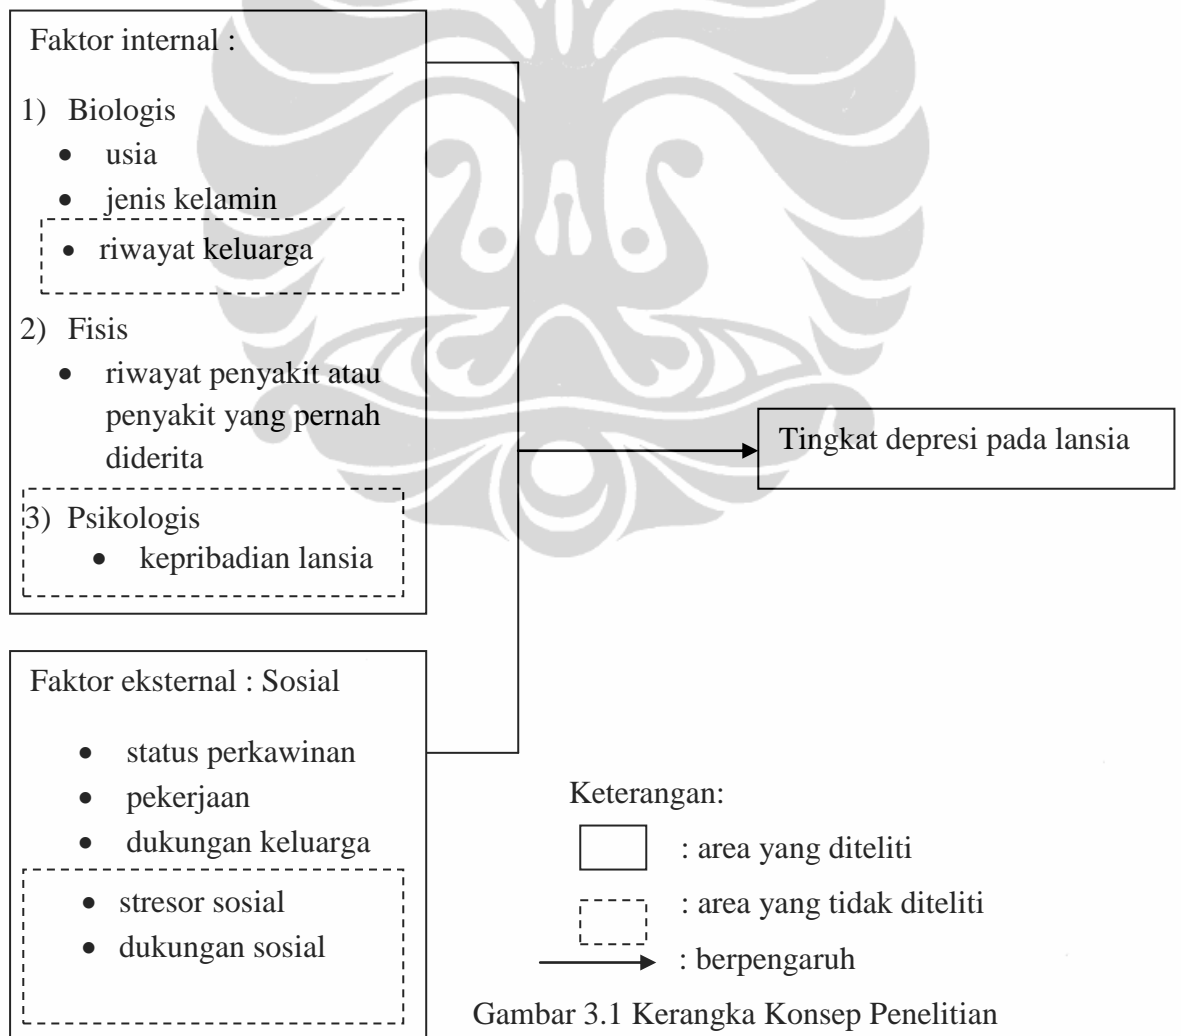 Faktor internal :
1) Biologis
• usia
• jenis kelamin
• riwayat keluarga
2) Fisis
• riwayat penyakit atau
penyakit yang pernah
diderita
3) Psikologis
• kepribadian lansia
Tingkat depresi pada lansia
Faktor eksternal : Sosial
• status perkawinan
• pekerjaan
• dukungan keluarga
• stresor sosial
• dukungan sosial
Keterangan:
: area yang diteliti
: area yang tidak diteliti
: berpengaruh
Gambar 3.1 Kerangka Konsep Penelitian